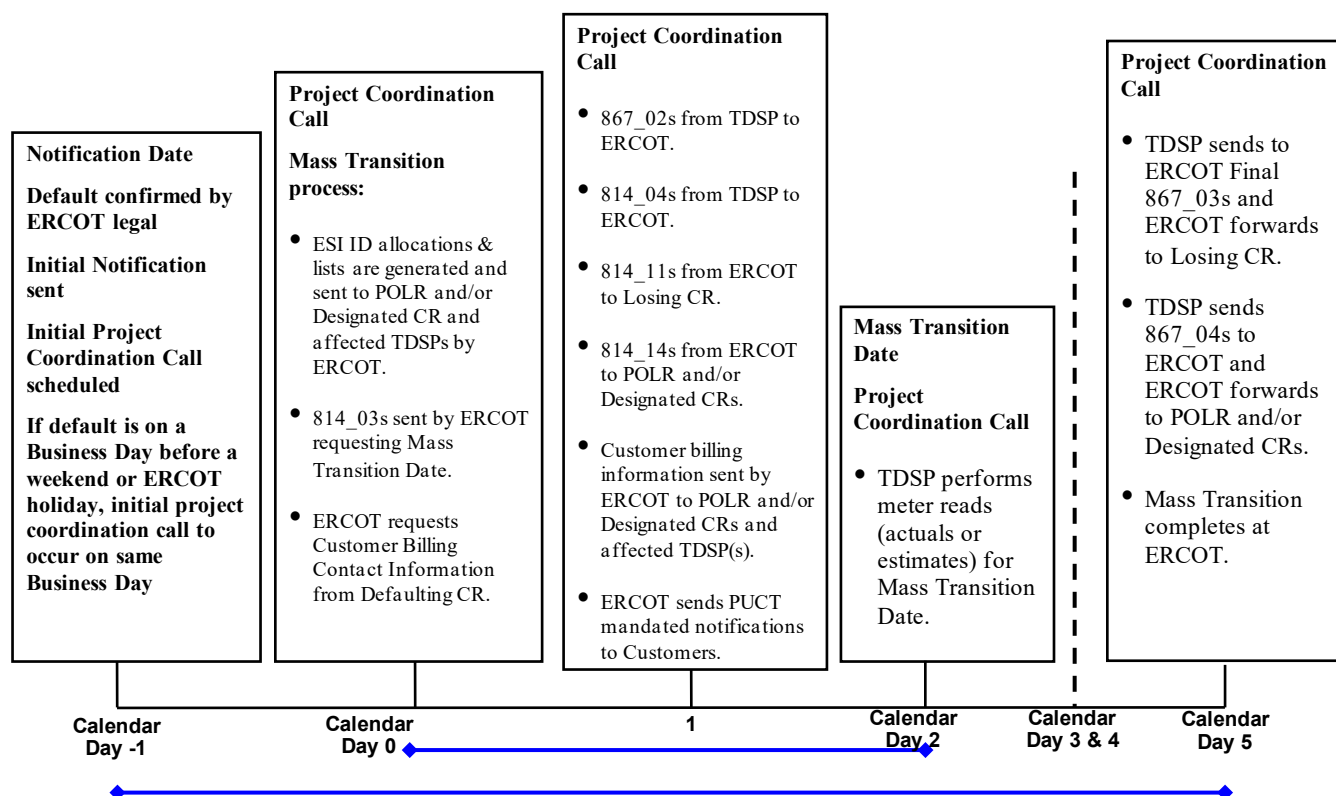 Notification Date
Default confirmed by
ERCOT legal
Initial Notification
sent
Initial Project
Coordination Call
scheduled
If default is on a
Business Day before a
weekend or ERCOT
holiday, initial project
coordination call to
occur on same
Business Day
Project Coordination
Call
Mass Transition
process:
• ESI ID allocations &
lists are generated and
sent to POLR and/or
Designated CR and
affected TDSPs by
ERCOT.
• 814_03s sent by ERCOT
requesting Mass
Transition Date.
• ERCOT requests
Customer Billing
Contact Information
from Defaulting CR.
Project Coordination
Call
• 867_02s from TDSP to
ERCOT.
• 814_04s from TDSP to
ERCOT.
• 814_11s from ERCOT
to Losing CR.
• 814_14s from ERCOT
to POLR and/or
Designated CRs.
• Customer billing
information sent by
ERCOT to POLR and/or
Designated CRs and
affected TDSP(s).
• ERCOT sends PUCT
mandated notifications
to Customers.
Mass Transition
Date
Project
Coordination Call
• TDSP performs
meter reads
(actuals or
estimates) for
Mass Transition
Date.
Project Coordination
Call
• TDSP sends to
ERCOT Final
867_03s and
ERCOT forwards
to Losing CR.
• TDSP sends
867_04s to
ERCOT and
ERCOT forwards
to POLR and/or
Designated CRs.
• Mass Transition
completes at
ERCOT.
Calendar
Day -1
Calendar
Day 0
1
Calendar
Day 2
Calendar
Day 3 & 4
Calendar
Day 5